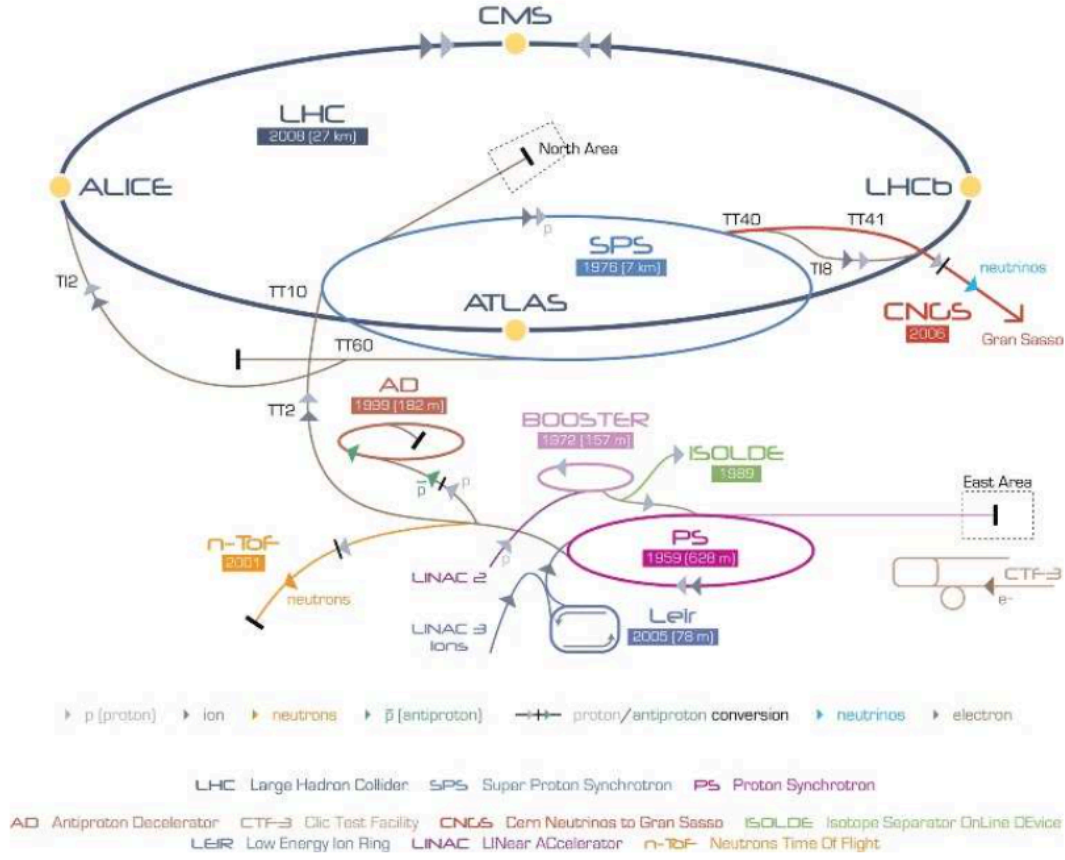 CMS
LHC
2008 (27 km)
North Area
ALICE
LHCb
TT40
TT41
p
SPS
1976 (7 km)
TI2
TI8
neutrinos
TT10
ATLAS
CNGS
2006
Gran Sasso
TT60
AD
1999 (182 m)
TT2
BOOSTER
1972 (157 m)
ISOLDE
1989
p̅
p
East Area
n-ToF
2001
PS
1959 (628 m)
p
LINAC 2
CTF-3
e-
neutrons
LINAC 3
Ions
Leir
2005 (78 m)
p (proton) ion neutrons p̅ (antiproton) proton/antiproton conversion neutrinos electron
LHC Large Hadron Collider SPS Super Proton Synchrotron PS Proton Synchrotron
AD Antiproton Decelerator CTF-3 Clic Test Facility CNGS Cern Neutrinos to Gran Sasso ISOLDE Isotope Separator OnLine DEvice
LEIR Low Energy Ion Ring LINAC LINear ACcelerator n-ToF Neutrons Time Of Flight